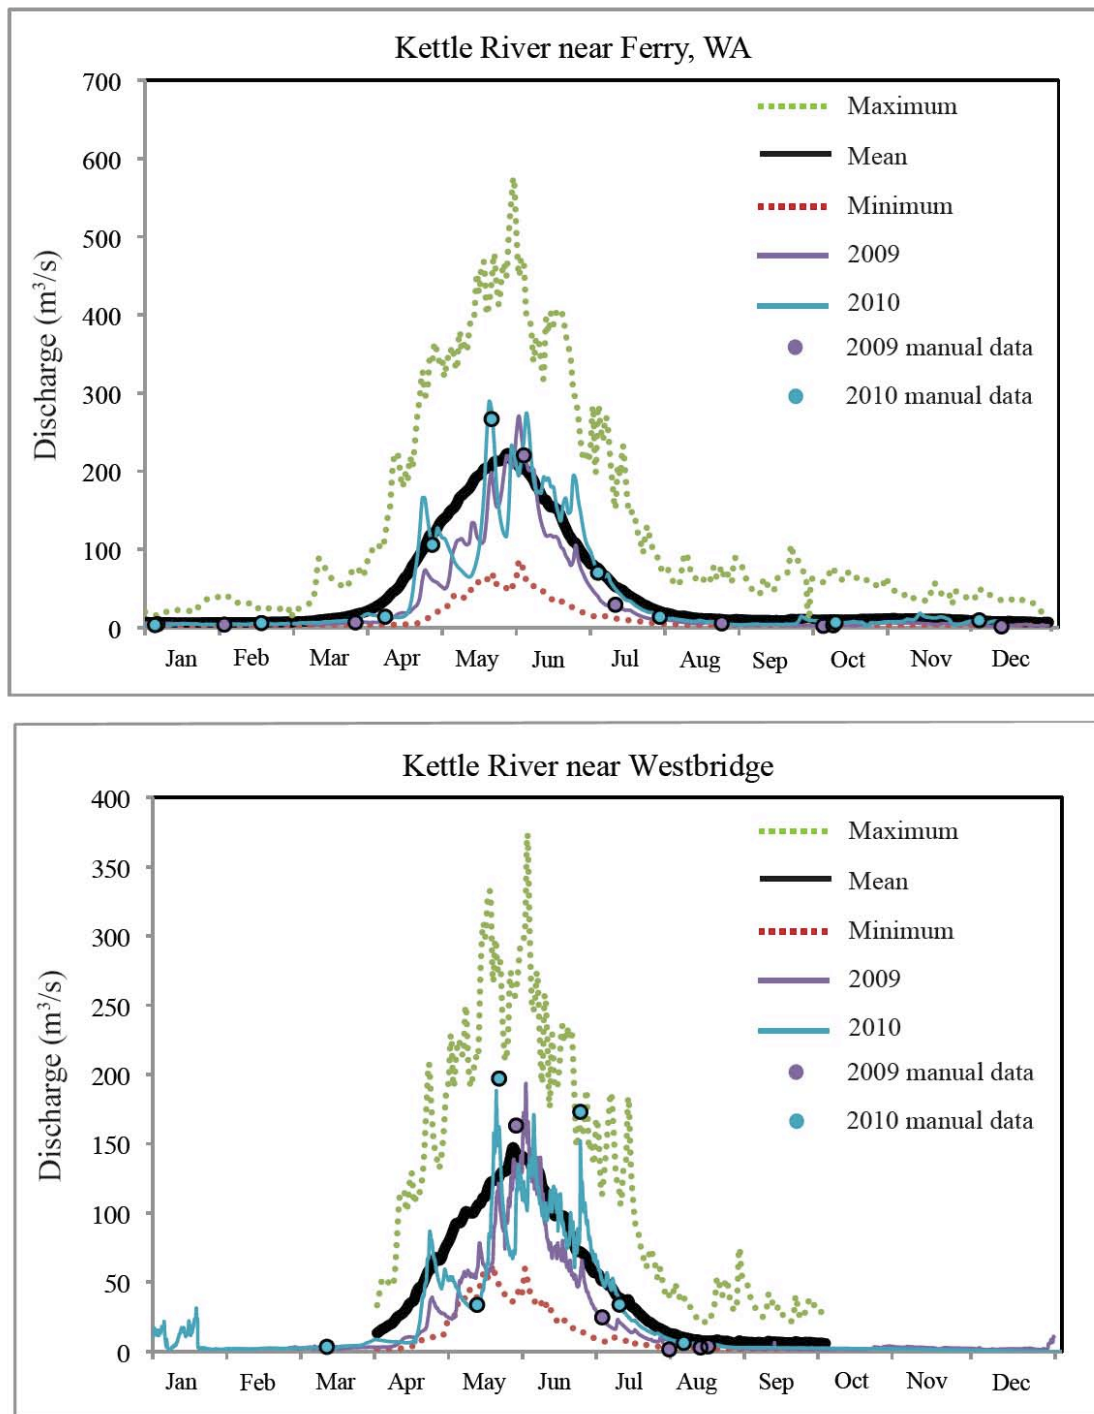 Kettle River near Ferry, WA
700
600
500
400
300
200
100
0
Discharge (m³/s)
Maximum
Mean
Minimum
2009
2010
2009 manual data
2010 manual data
Jan Feb Mar Apr May Jun Jul Aug Sep Oct Nov Dec
Kettle River near Westbridge
400
350
300
250
200
150
100
50
0
Discharge (m³/s)
Maximum
Mean
Minimum
2009
2010
2009 manual data
2010 manual data
Jan Feb Mar Apr May Jun Jul Aug Sep Oct Nov Dec